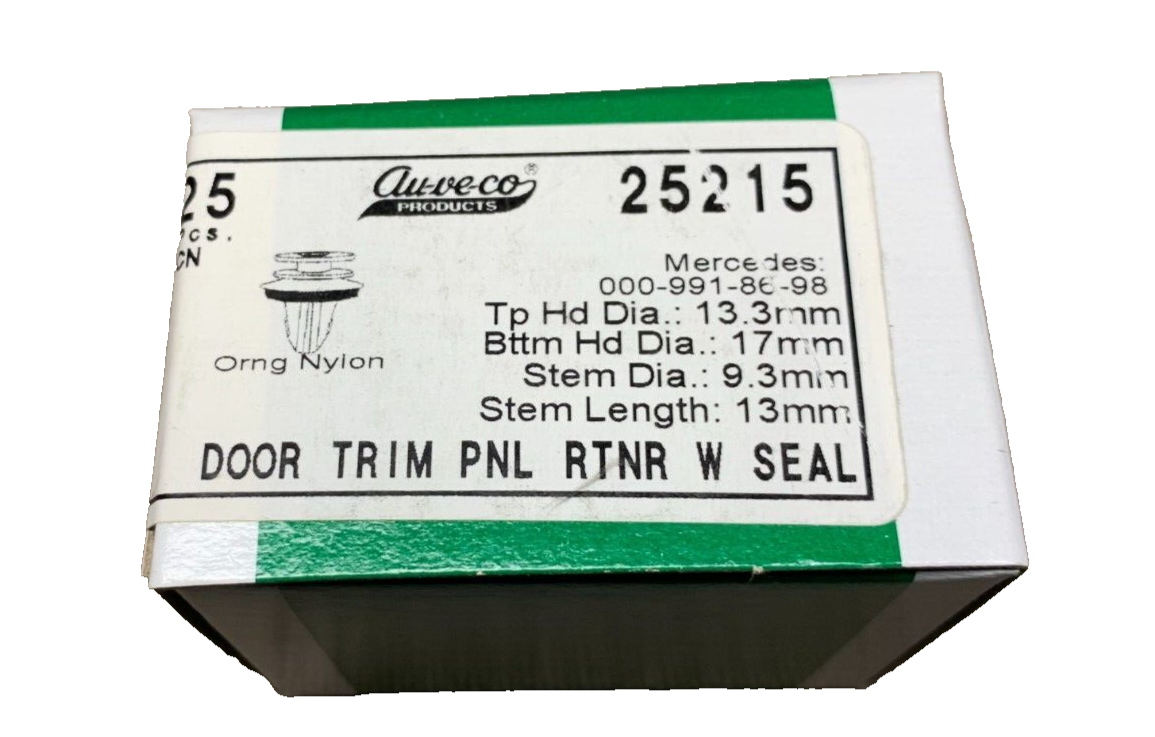 25
Au-ve-co®
PRODUCTS
25215
pcs.
CN
Mercedes:
000-991-86-98
Tp Hd Dia.: 13.3mm
Bttm Hd Dia.: 17mm
Stem Dia.: 9.3mm
Stem Length: 13mm
Orng Nylon
DOOR TRIM PNL RTNR W SEAL